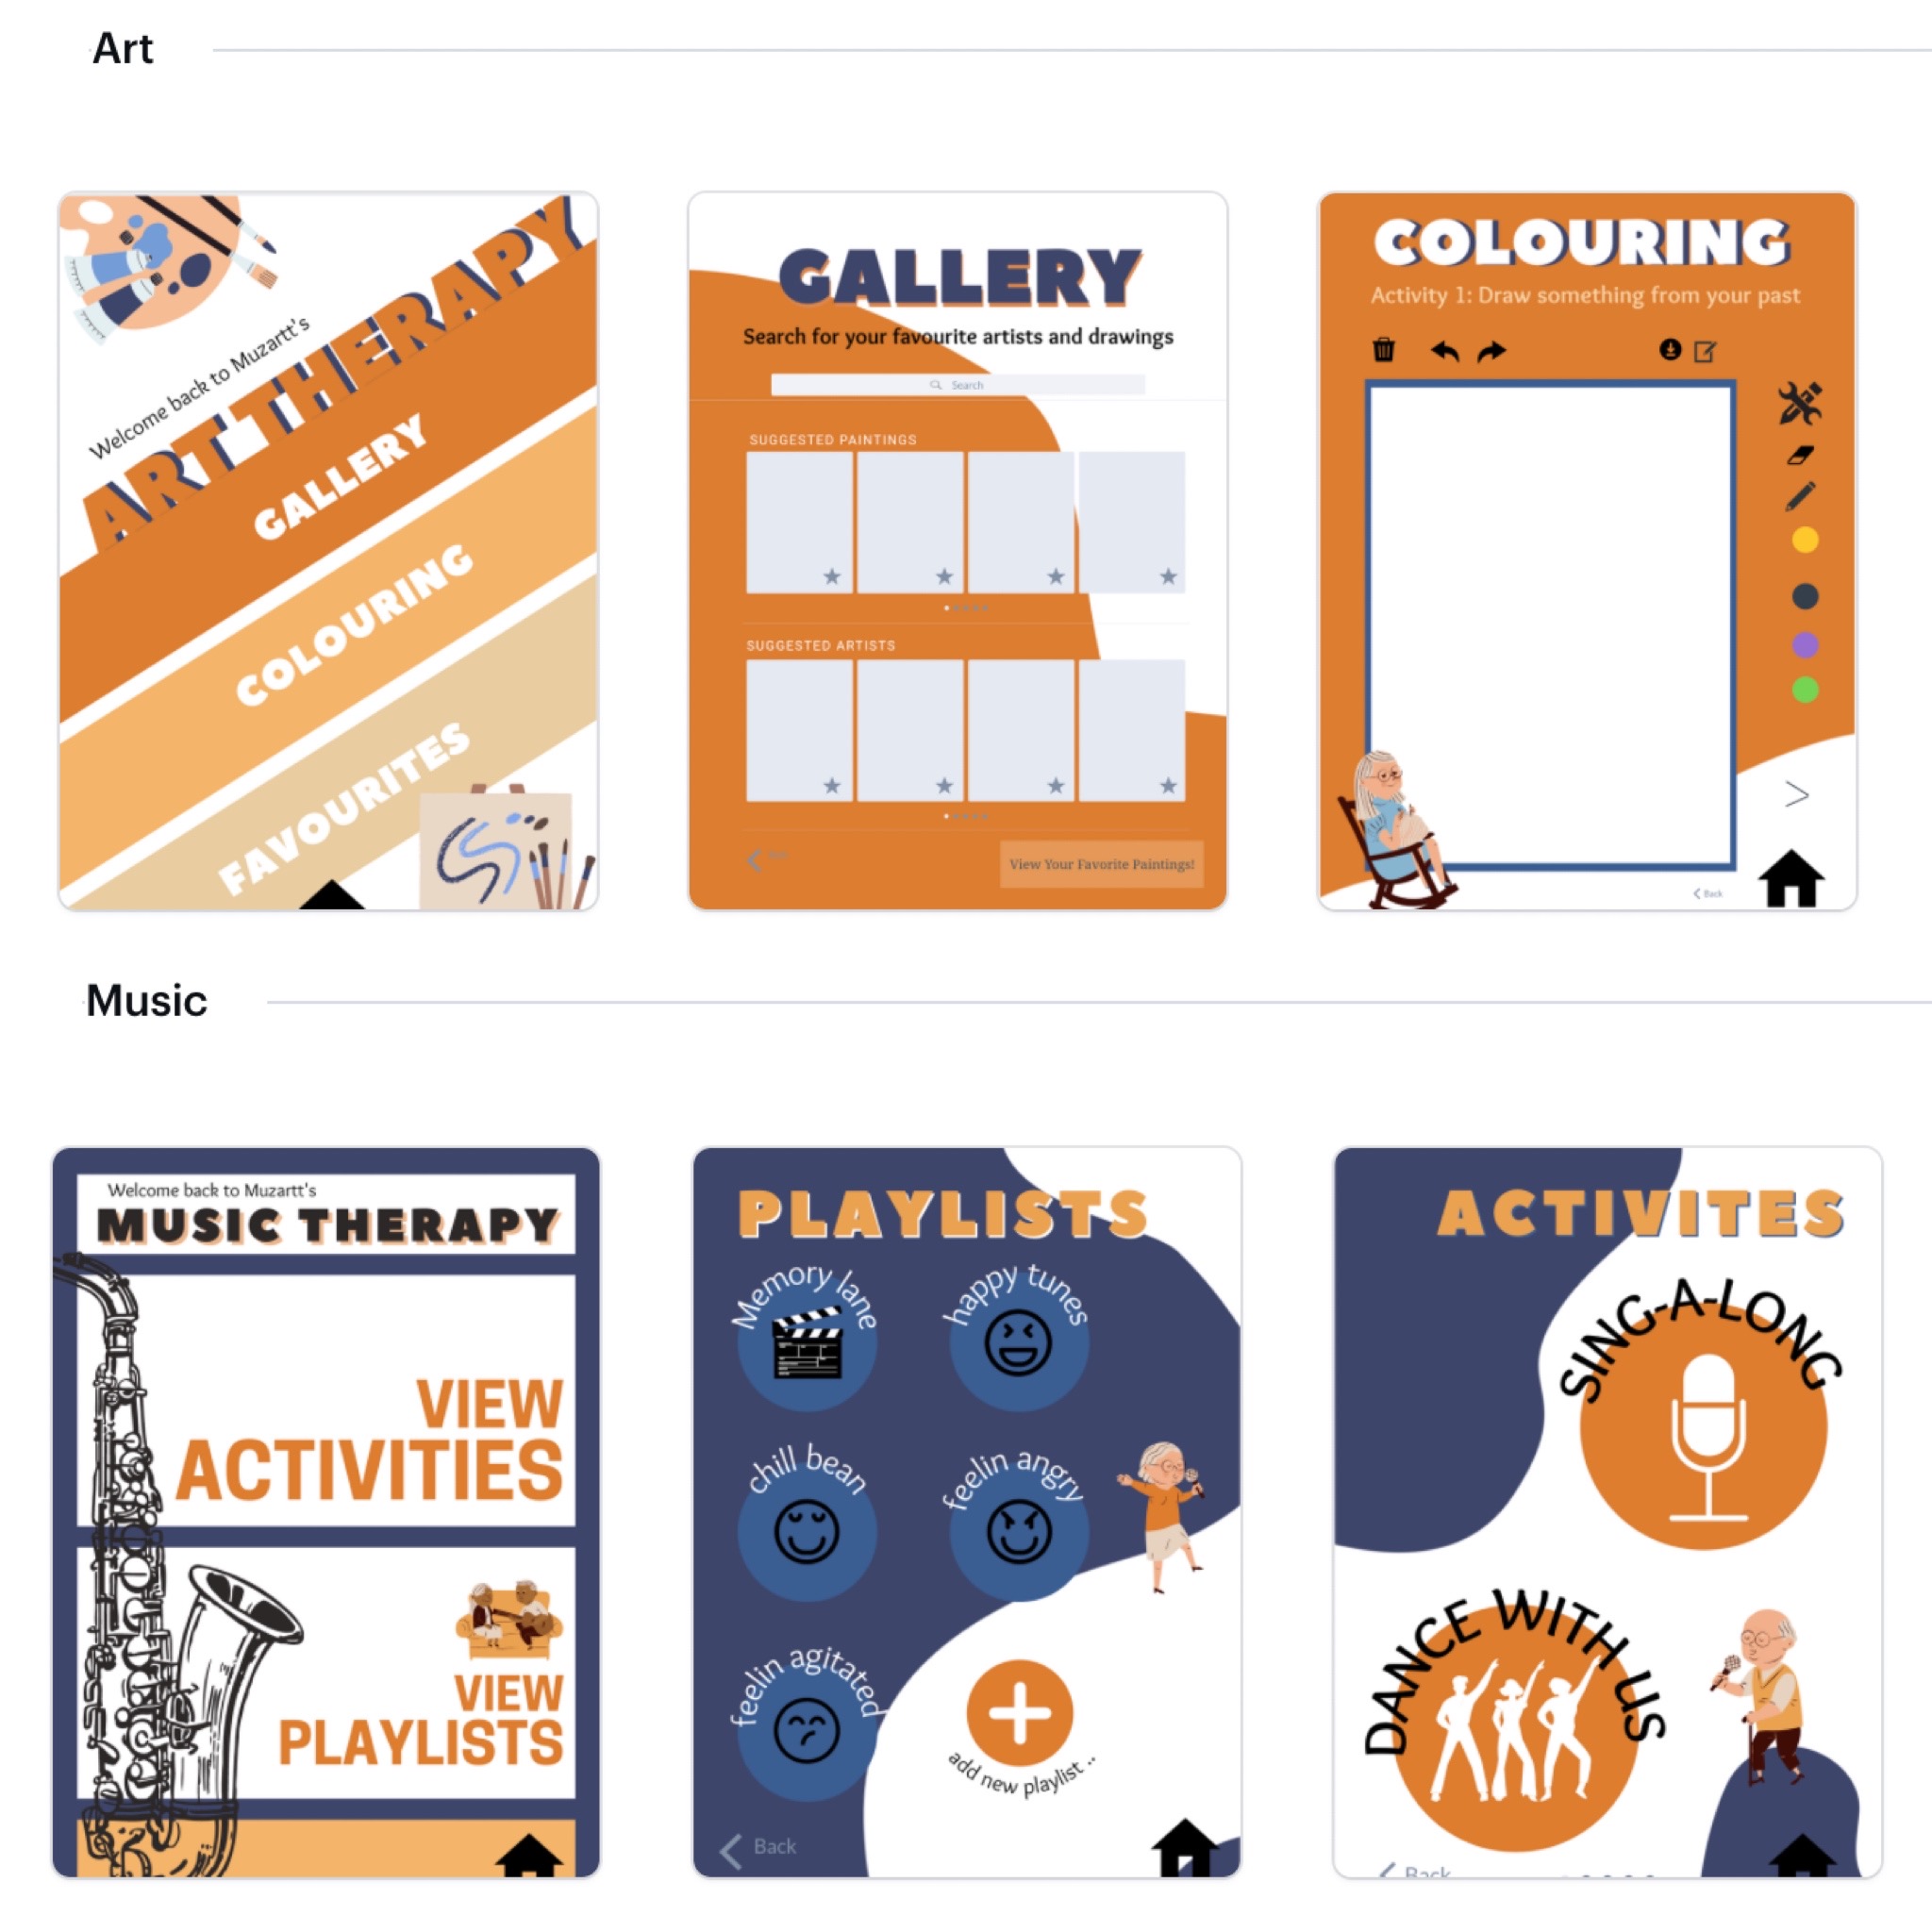 Art
Welcome back to Muzartt's
ART THERAPY
GALLERY
COLOURING
FAVOURITES
GALLERY
Search for your favourite artists and drawings
Search
SUGGESTED PAINTINGS
SUGGESTED ARTISTS
View Your Favorite Paintings!
COLOURING
Activity 1: Draw something from your past
Back
Music
Welcome back to Muzartt's
MUSIC THERAPY
VIEW
ACTIVITIES
VIEW
PLAYLISTS
PLAYLISTS
Memory lane
happy tunes
chill bean
feelin angry
feelin agitated
add new playlist ..
Back
ACTIVITES
SING-A-LONG
DANCE WITH US
Back